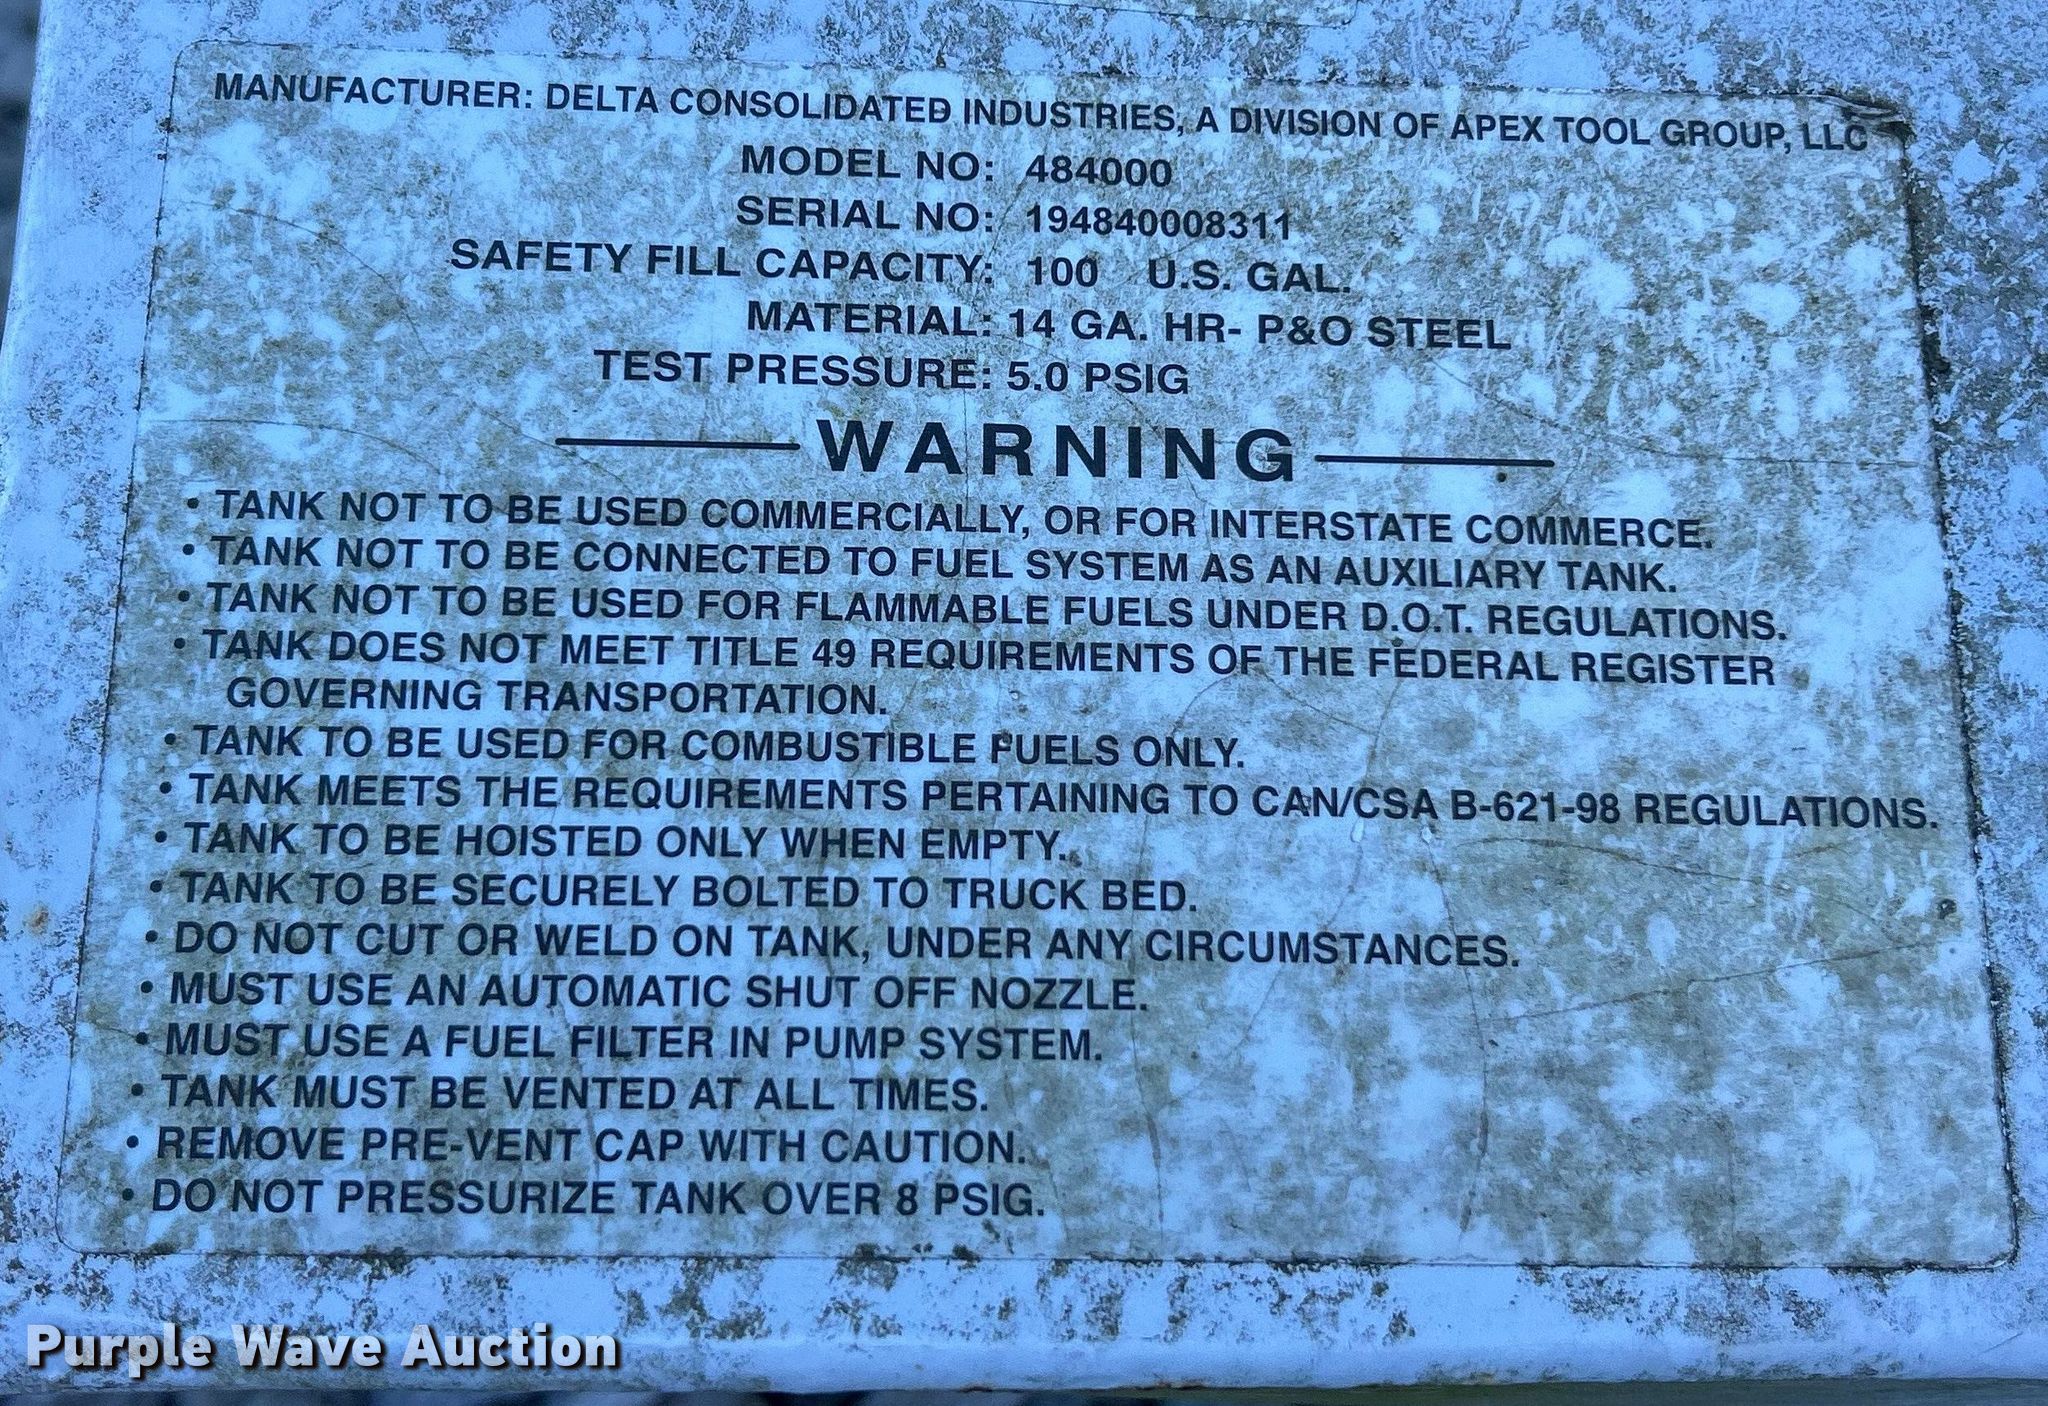 MANUFACTURER: DELTA CONSOLIDATED INDUSTRIES, A DIVISION OF APEX TOOL GROUP, LLC
MODEL NO: 484000
SERIAL NO: 194840008311
SAFETY FILL CAPACITY: 100 U.S. GAL.
MATERIAL: 14 GA. HR- P&O STEEL
TEST PRESSURE: 5.0 PSIG
WARNING
• TANK NOT TO BE USED COMMERCIALLY, OR FOR INTERSTATE COMMERCE.
• TANK NOT TO BE CONNECTED TO FUEL SYSTEM AS AN AUXILIARY TANK.
• TANK NOT TO BE USED FOR FLAMMABLE FUELS UNDER D.O.T. REGULATIONS.
• TANK DOES NOT MEET TITLE 49 REQUIREMENTS OF THE FEDERAL REGISTER
GOVERNING TRANSPORTATION.
• TANK TO BE USED FOR COMBUSTIBLE FUELS ONLY.
• TANK MEETS THE REQUIREMENTS PERTAINING TO CAN/CSA B-621-98 REGULATIONS.
• TANK TO BE HOISTED ONLY WHEN EMPTY.
• TANK TO BE SECURELY BOLTED TO TRUCK BED.
• DO NOT CUT OR WELD ON TANK, UNDER ANY CIRCUMSTANCES.
• MUST USE AN AUTOMATIC SHUT OFF NOZZLE.
• MUST USE A FUEL FILTER IN PUMP SYSTEM.
• TANK MUST BE VENTED AT ALL TIMES.
• REMOVE PRE-VENT CAP WITH CAUTION.
• DO NOT PRESSURIZE TANK OVER 8 PSIG.
Purple Wave Auction